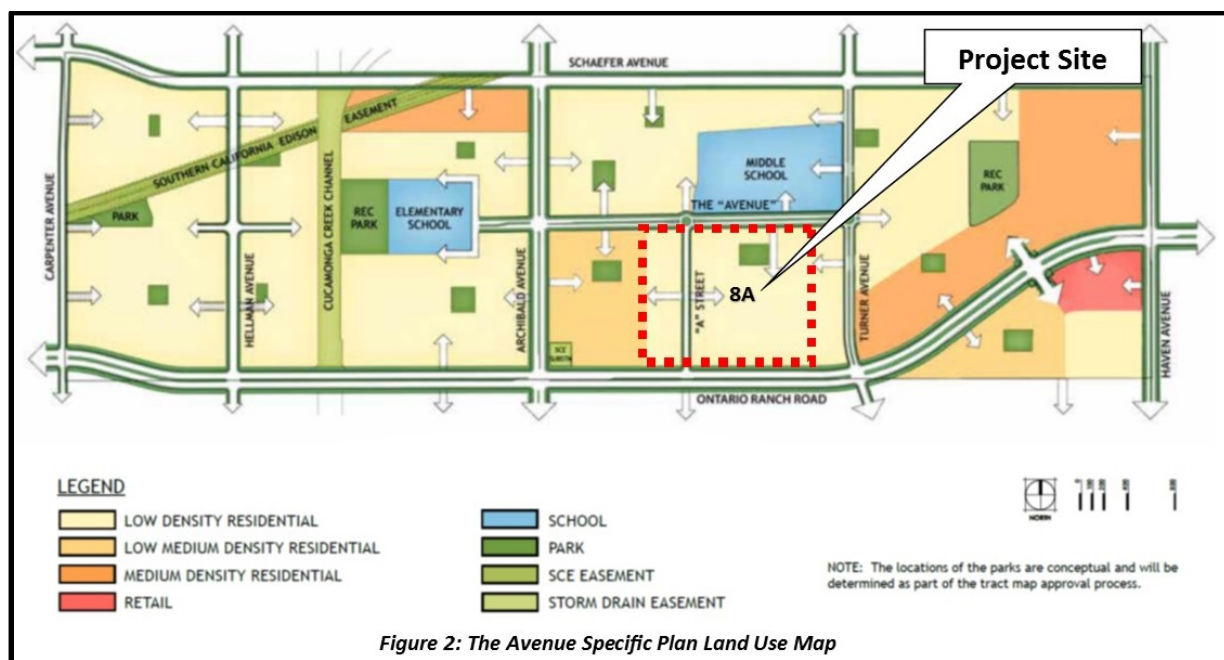 Project Site
SCHAEFER AVENUE
SOUTHERN CALIFORNIA EDISON EASEMENT
MIDDLE
SCHOOL
REC
PARK
CARPENTER AVENUE
PARK
HELLMAN AVENUE
CUCAMONGA CREEK CHANNEL
REC
PARK
ELEMENTARY
SCHOOL
ARCHIBALD AVENUE
THE "AVENUE"
"A" STREET
8A
TURNER AVENUE
HAVEN AVENUE
SCE
ONTARIO RANCH ROAD
LEGEND
LOW DENSITY RESIDENTIAL
LOW MEDIUM DENSITY RESIDENTIAL
MEDIUM DENSITY RESIDENTIAL
RETAIL
SCHOOL
PARK
SCE EASEMENT
STORM DRAIN EASEMENT
NORTH
NOTE: The locations of the parks are conceptual and will be
determined as part of the tract map approval process.
Figure 2: The Avenue Specific Plan Land Use Map